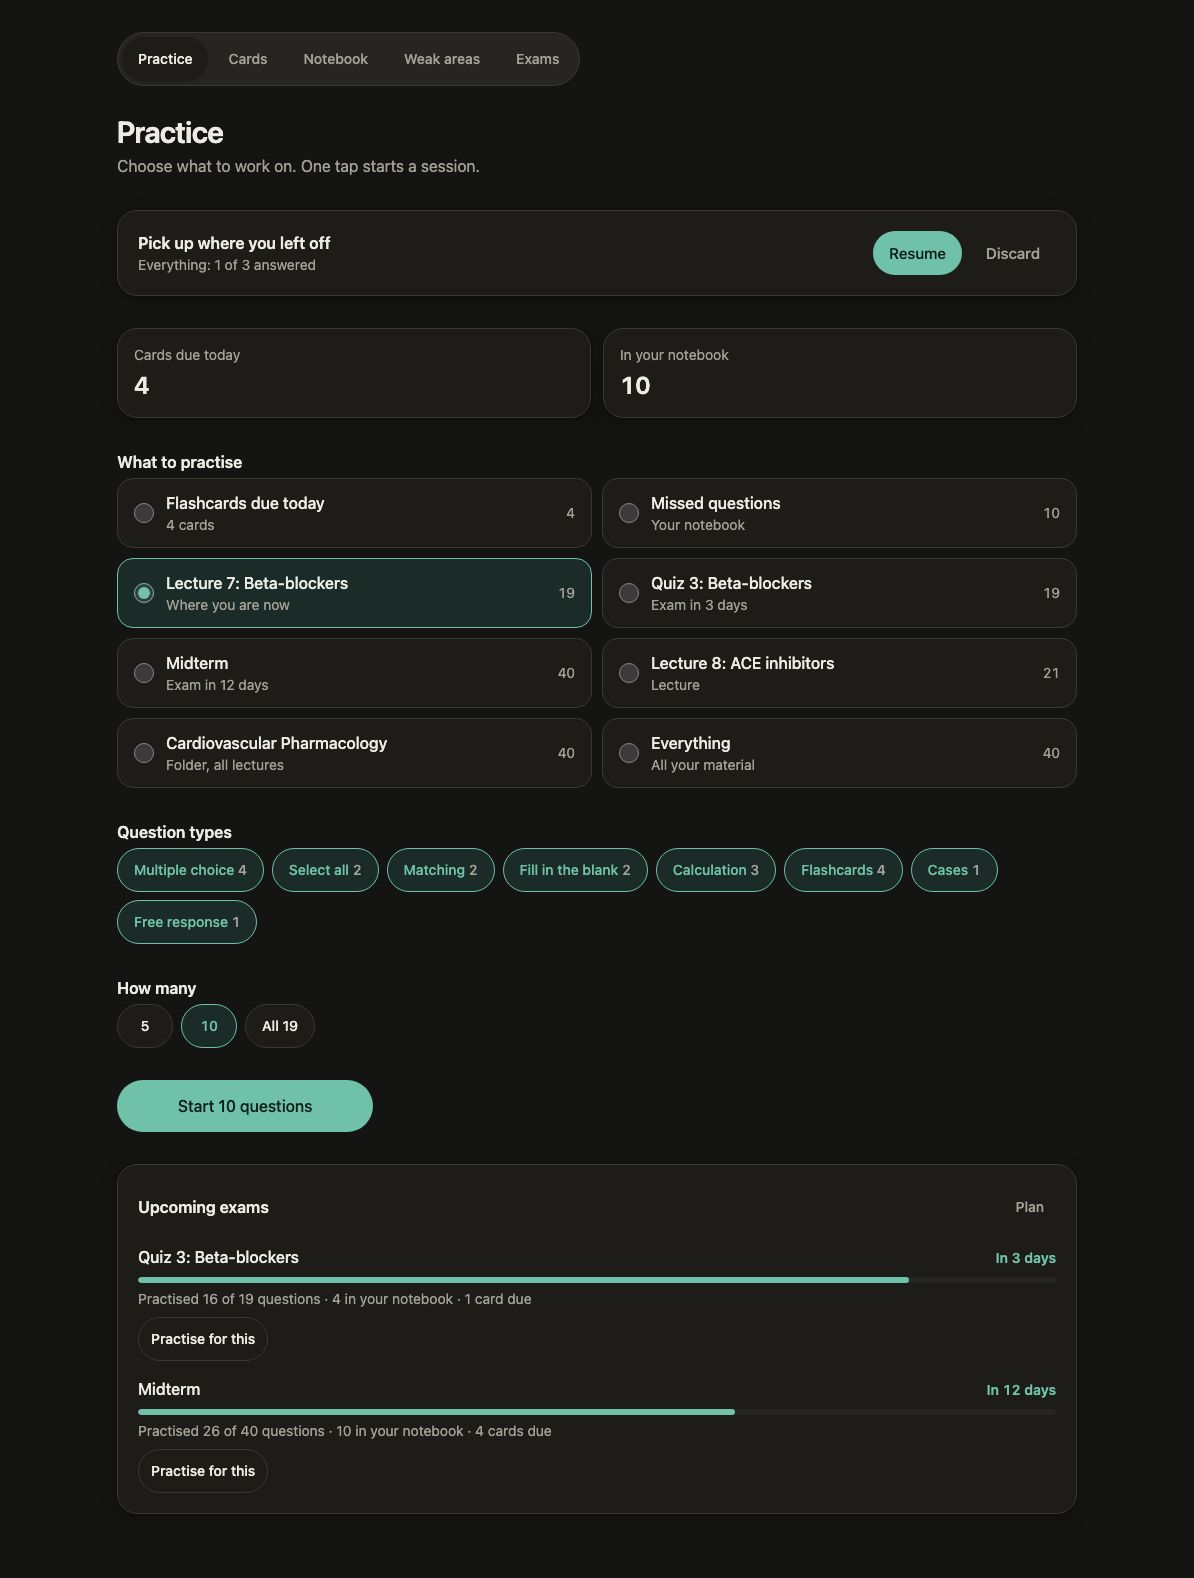 Practice Cards Notebook Weak areas Exams
Practice
Choose what to work on. One tap starts a session.
Pick up where you left off
Everything: 1 of 3 answered
Resume Discard
Cards due today
4
In your notebook
10
What to practise
Flashcards due today
4 cards
4
Missed questions
Your notebook
10
Lecture 7: Beta-blockers
Where you are now
19
Quiz 3: Beta-blockers
Exam in 3 days
19
Midterm
Exam in 12 days
40
Lecture 8: ACE inhibitors
Lecture
21
Cardiovascular Pharmacology
Folder, all lectures
40
Everything
All your material
40
Question types
Multiple choice 4 Select all 2 Matching 2 Fill in the blank 2 Calculation 3 Flashcards 4 Cases 1
Free response 1
How many
5 10 All 19
Start 10 questions
Upcoming exams Plan
Quiz 3: Beta-blockers In 3 days
Practised 16 of 19 questions · 4 in your notebook · 1 card due
Practise for this
Midterm In 12 days
Practised 26 of 40 questions · 10 in your notebook · 4 cards due
Practise for this